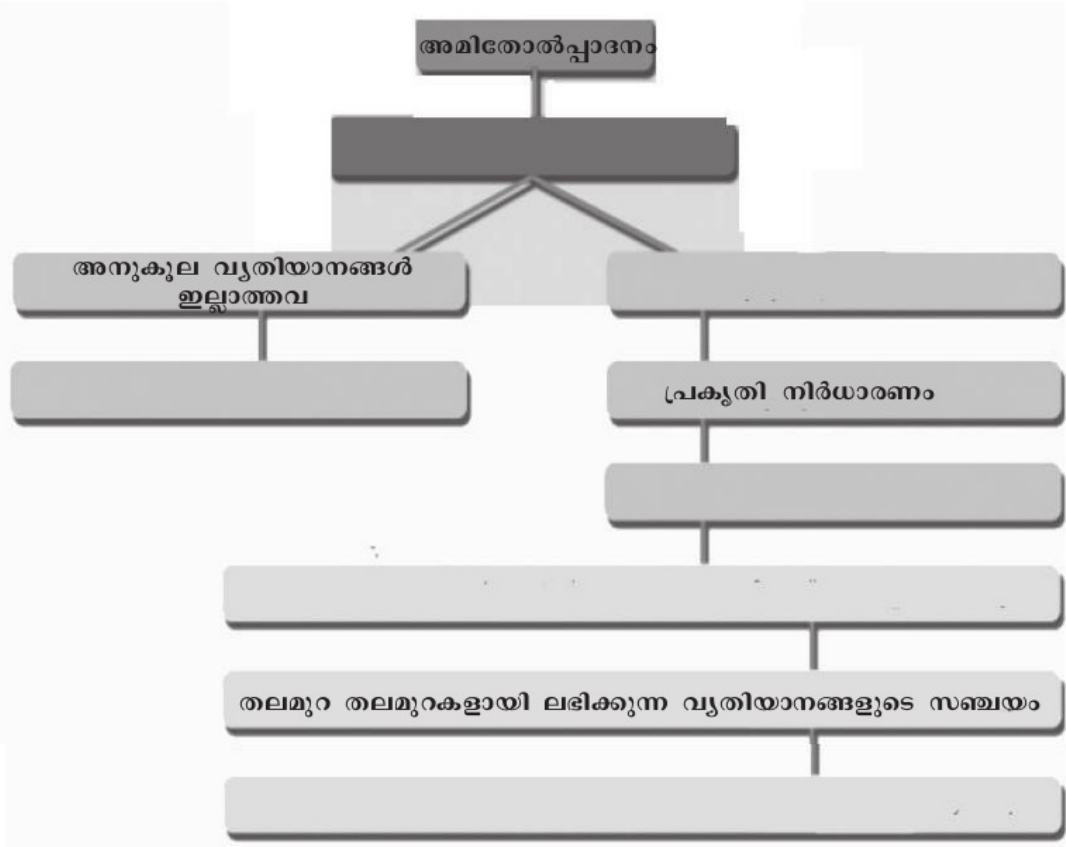 അമിതോൽപ്പാദനം
അനുകൂല വ്യതിയാനങ്ങൾ
ഇല്ലാത്തവ
പ്രകൃതി നിർധാരണം
തലമുറ തലമുറകളായി ലഭിക്കുന്ന വ്യതിയാനങ്ങളുടെ സഞ്ചയം